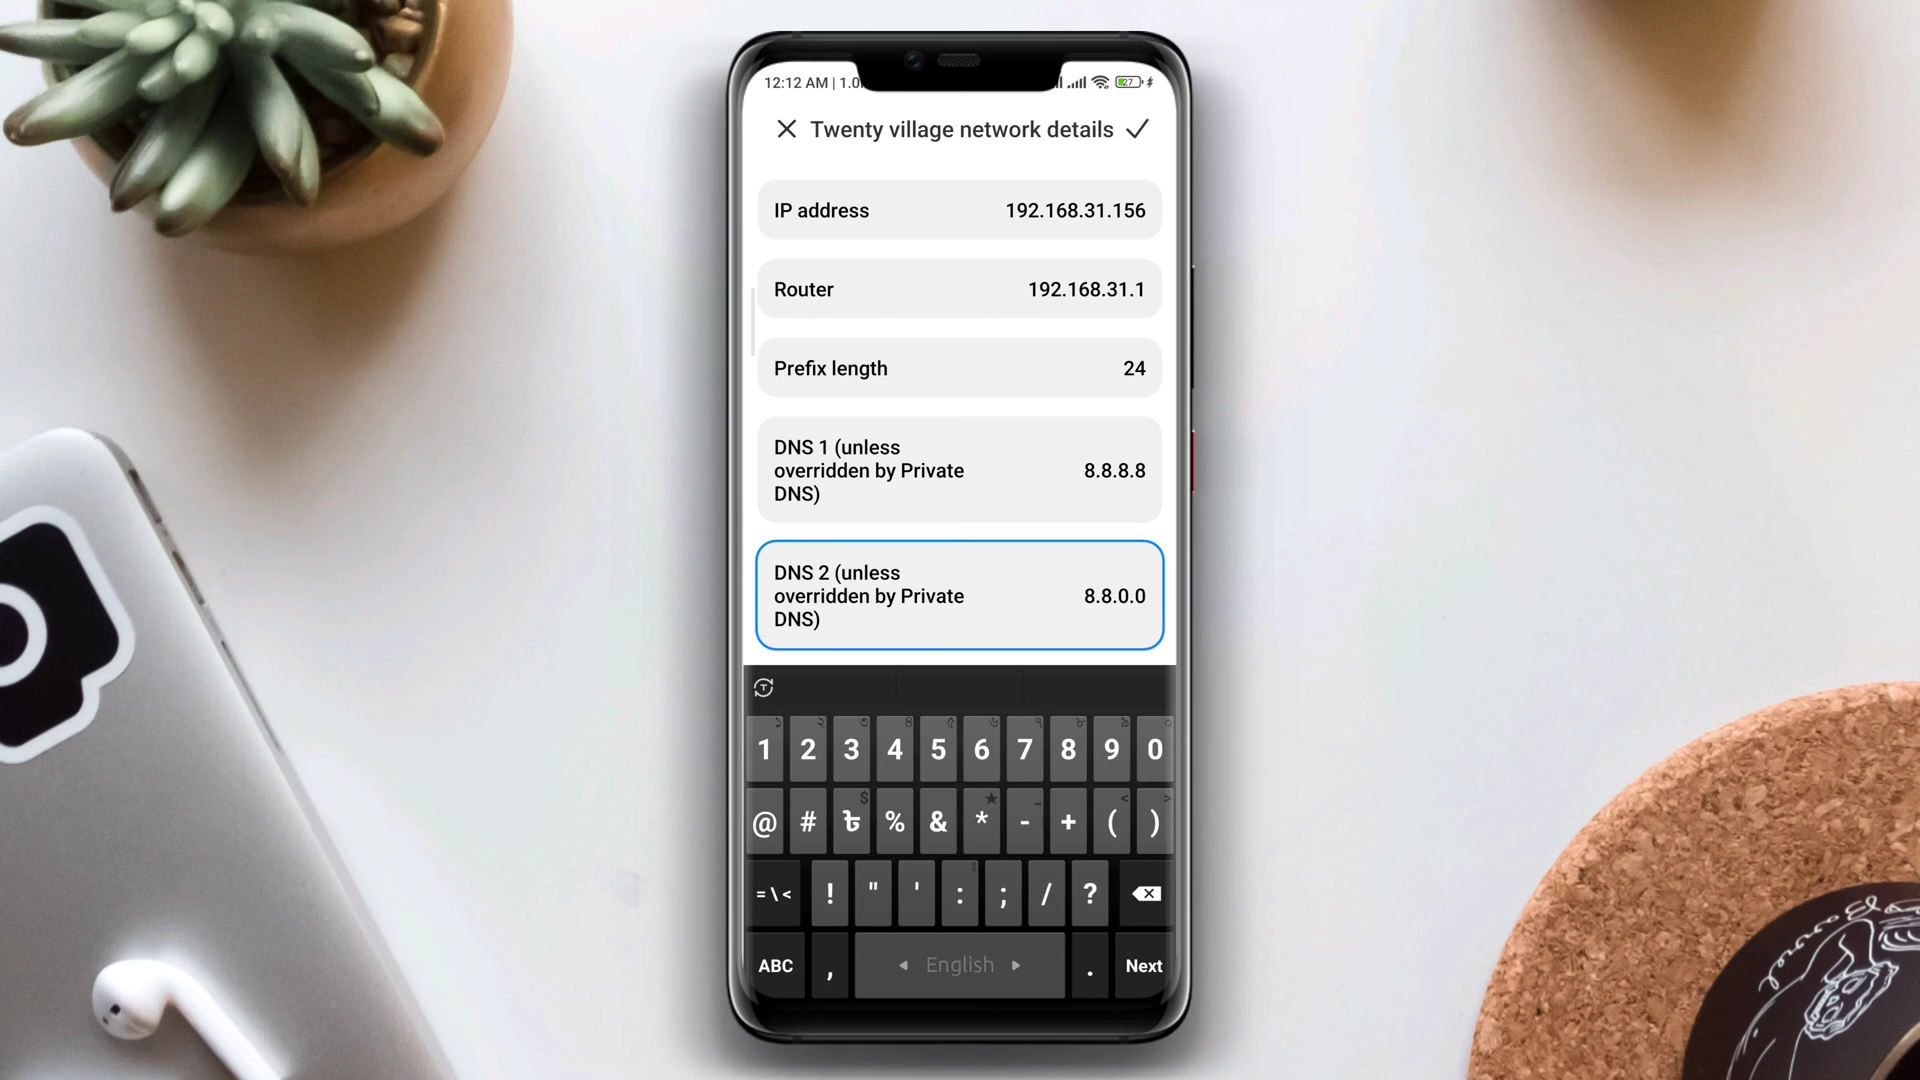 12:12 AM | 1.0
27
Twenty village network details
IP address 192.168.31.156
Router 192.168.31.1
Prefix length 24
DNS 1 (unless
overridden by Private 8.8.8.8
DNS)
DNS 2 (unless
overridden by Private 8.8.0.0
DNS)
1 2 3 4 5 6 7 8 9 0
@ # ৳ % & * - + ( )
= \ < ! " ' : ; / ?
ABC , English . Next